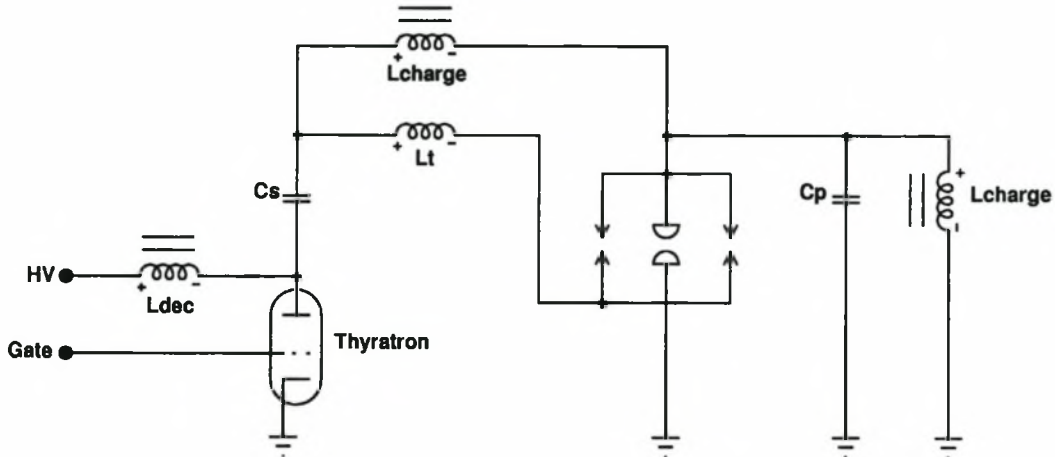 Lcharge
Lt
Cs
Cp
Lcharge
HV
Ldec
Thyratron
Gate